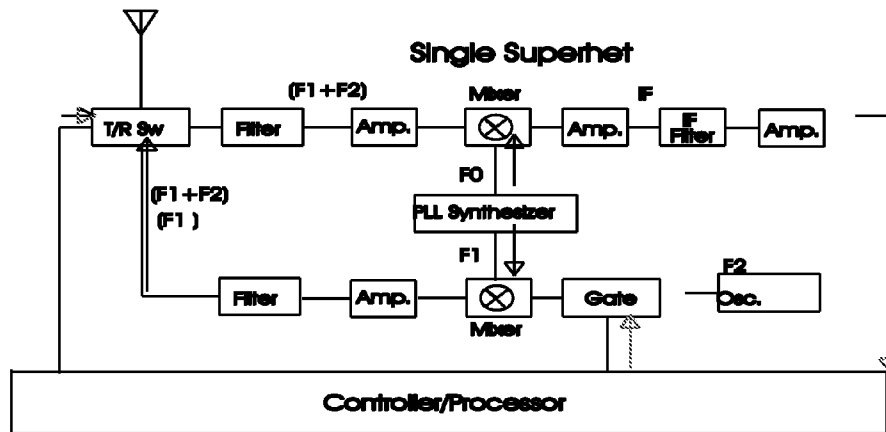 Single Superhet
(F1+F2)
Mixer
IF
T/R Sw
Filter
Amp.
Amp.
IF
Filter
Amp.
F0
(F1+F2)
(F1 )
PLL Synthesizer
F1
F2
Filter
Amp.
Gate
Osc.
Mixer
Controller/Processor